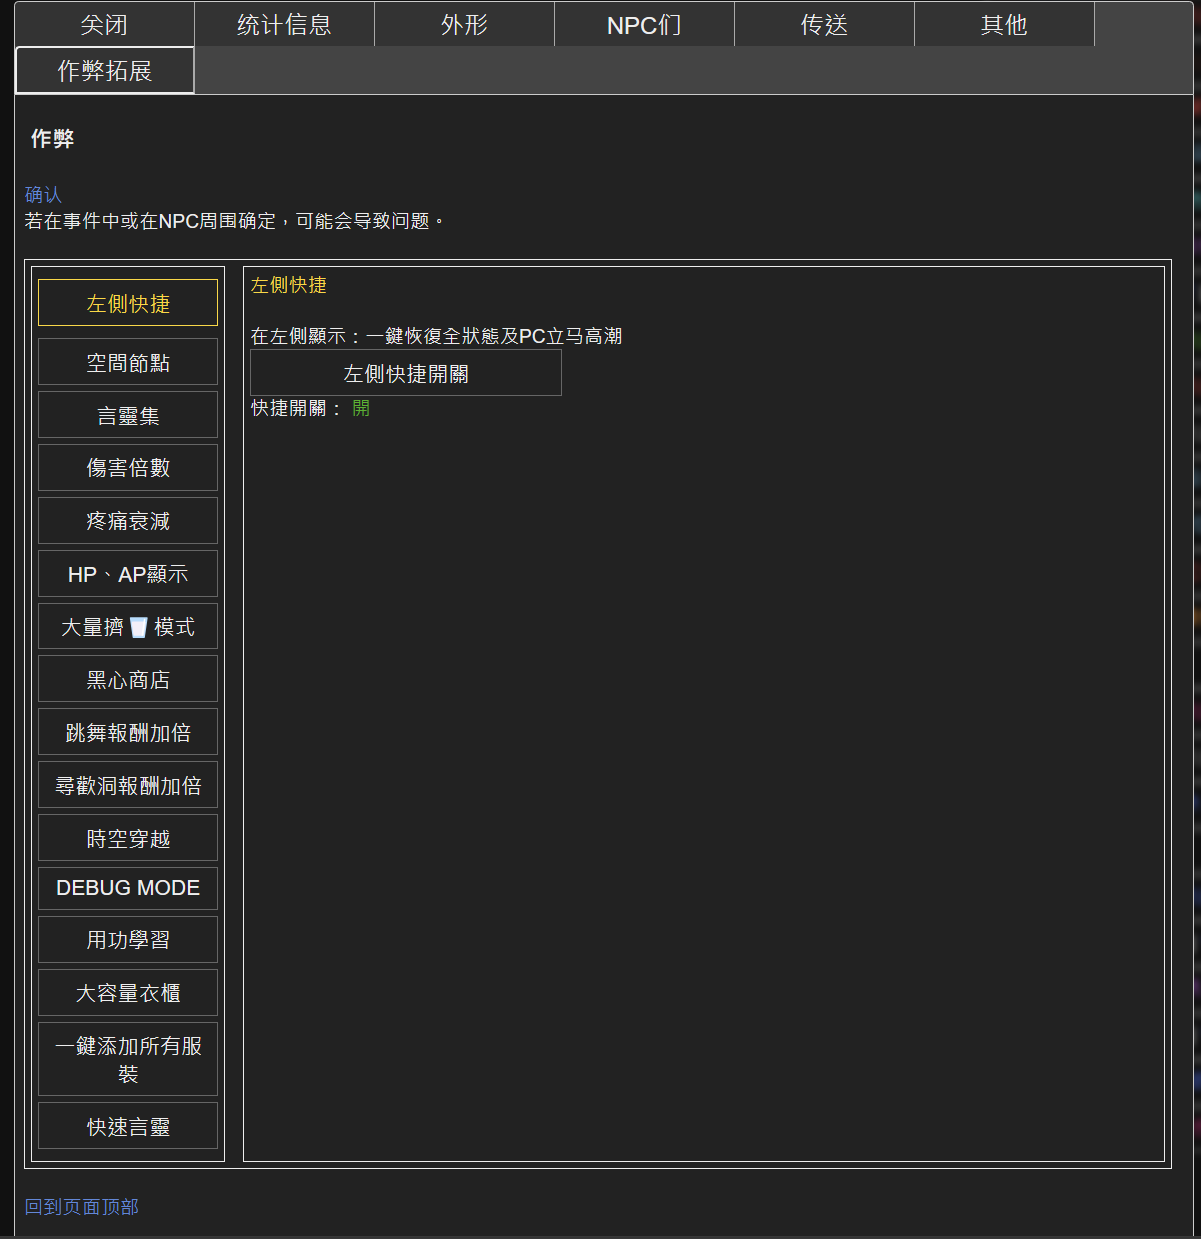 关闭
统计信息
外形
NPC们
传送
其他
作弊拓展
作弊
确认
若在事件中或在NPC周围确定，可能会导致问题。
左側快捷
空間節點
言靈集
傷害倍數
疼痛衰減
HP、AP顯示
大量擠🥛模式
黑心商店
跳舞報酬加倍
尋歡洞報酬加倍
時空穿越
DEBUG MODE
用功學習
大容量衣櫃
一鍵添加所有服
裝
快速言靈
左側快捷
在左側顯示：一鍵恢復全狀態及PC立马高潮
左側快捷開關
快捷開關： 開
回到页面顶部